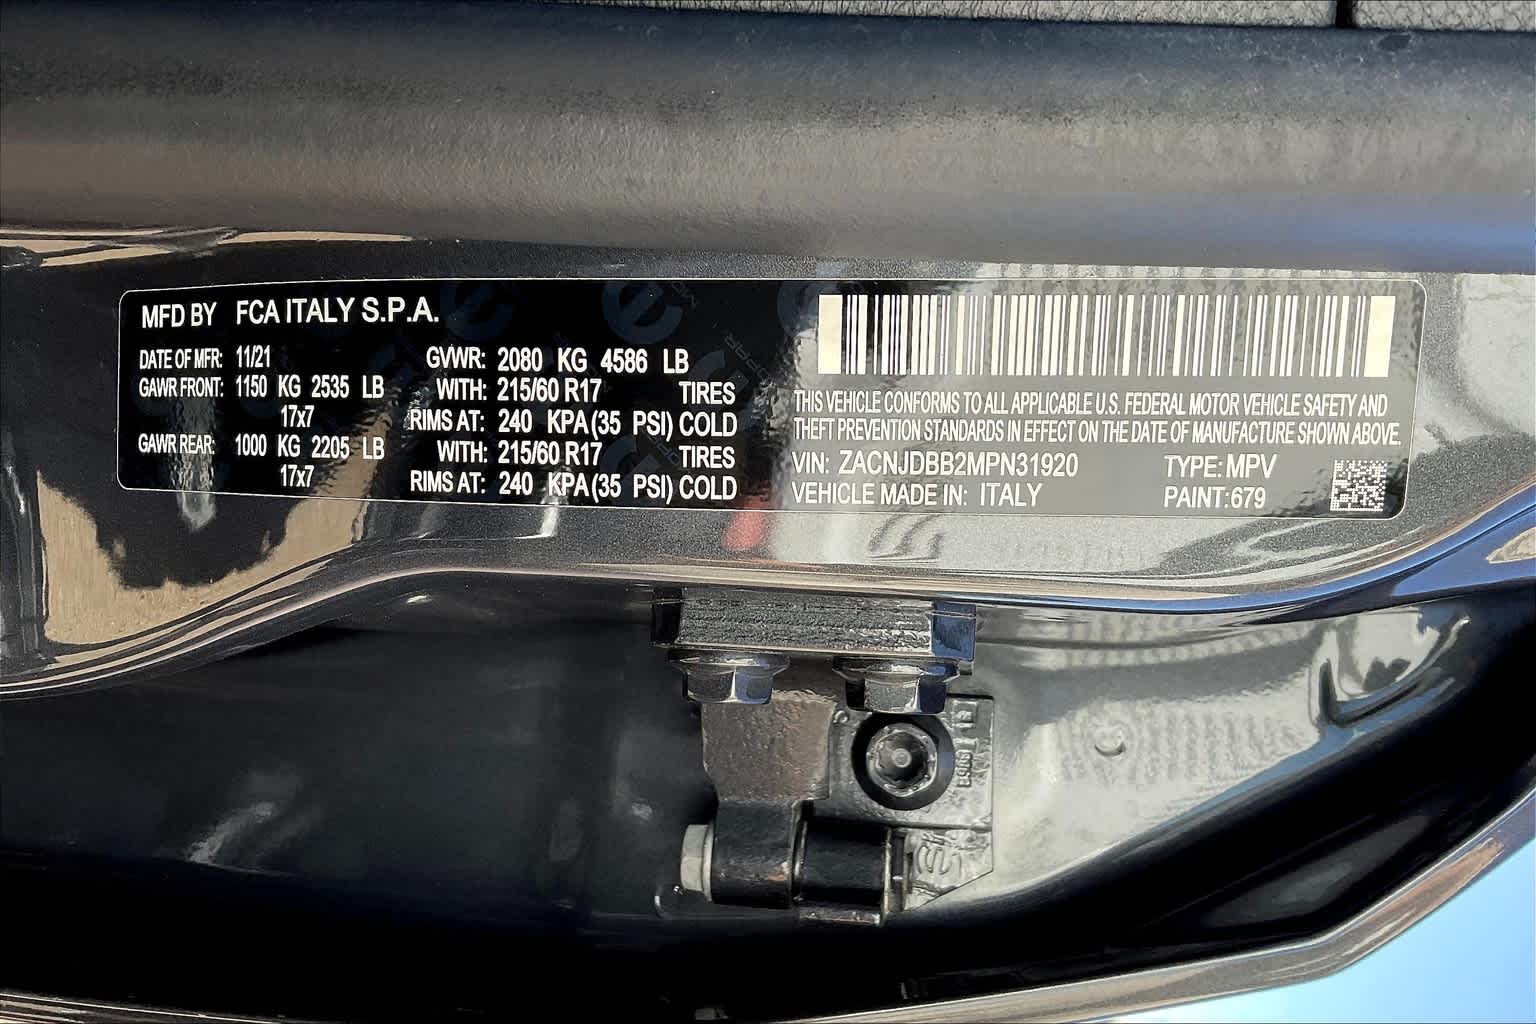 MFD BY FCA ITALY S.P.A.
DATE OF MFR: 11/21 GVWR: 2080 KG 4586 LB
GAWR FRONT: 1150 KG 2535 LB WITH: 215/60 R17 TIRES
17x7 RIMS AT: 240 KPA (35 PSI) COLD
GAWR REAR: 1000 KG 2205 LB WITH: 215/60 R17 TIRES
17x7 RIMS AT: 240 KPA (35 PSI) COLD
THIS VEHICLE CONFORMS TO ALL APPLICABLE U.S. FEDERAL MOTOR VEHICLE SAFETY AND
THEFT PREVENTION STANDARDS IN EFFECT ON THE DATE OF MANUFACTURE SHOWN ABOVE.
VIN: ZACNJDBB2MPN31920 TYPE: MPV
VEHICLE MADE IN: ITALY PAINT: 679